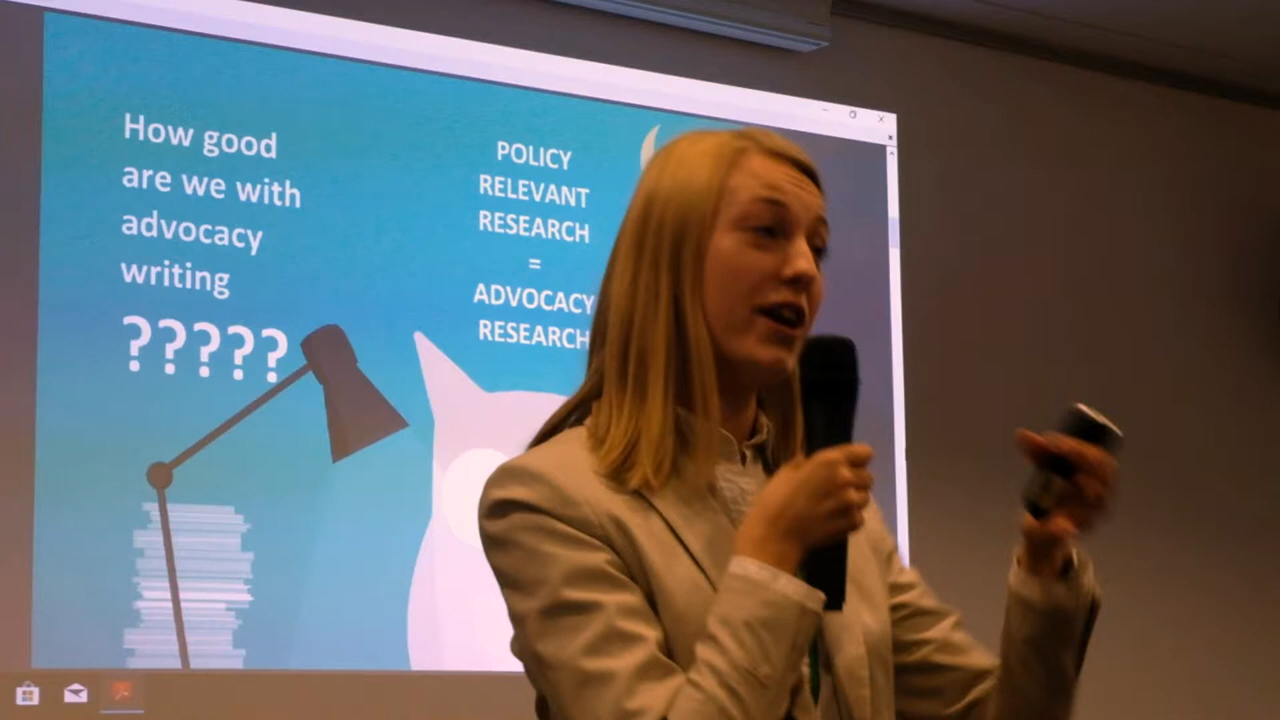 How good
are we with
advocacy
writing
?????
POLICY
RELEVANT
RESEARCH
=
ADVOCACY
RESEARCH